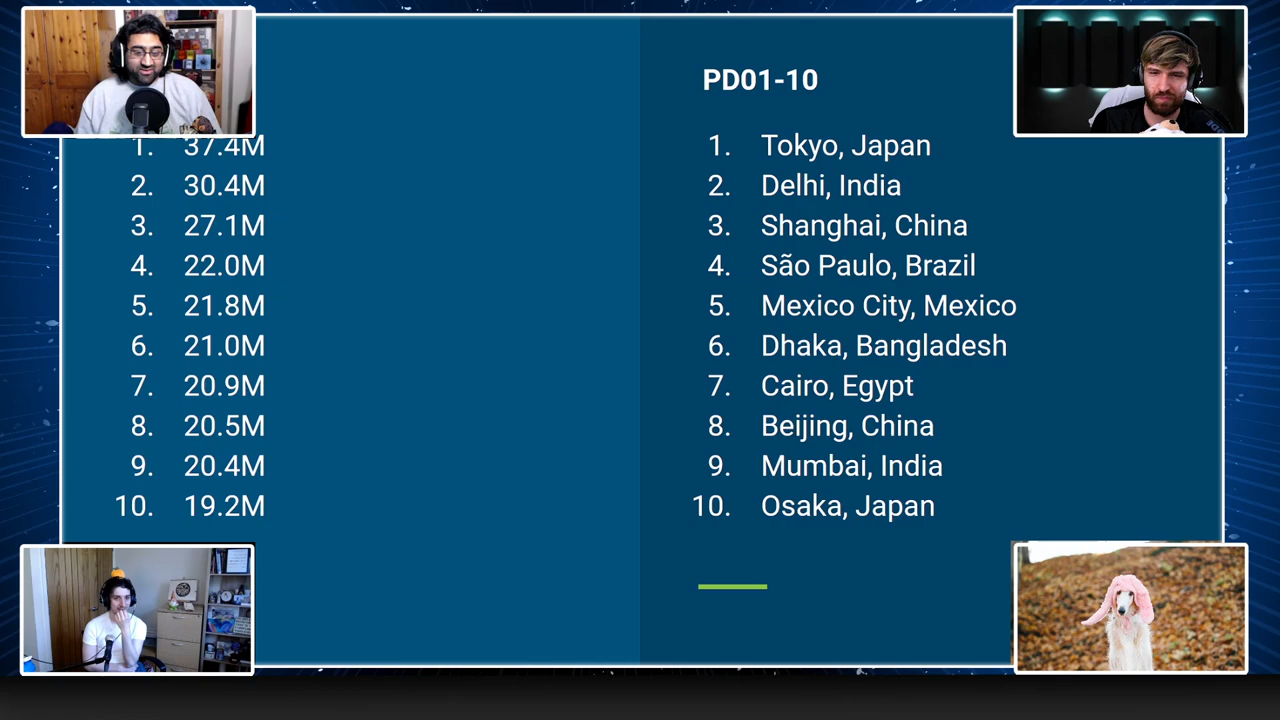 1. 37.4M
2. 30.4M
3. 27.1M
4. 22.0M
5. 21.8M
6. 21.0M
7. 20.9M
8. 20.5M
9. 20.4M
10. 19.2M
PD01-10
1. Tokyo, Japan
2. Delhi, India
3. Shanghai, China
4. São Paulo, Brazil
5. Mexico City, Mexico
6. Dhaka, Bangladesh
7. Cairo, Egypt
8. Beijing, China
9. Mumbai, India
10. Osaka, Japan